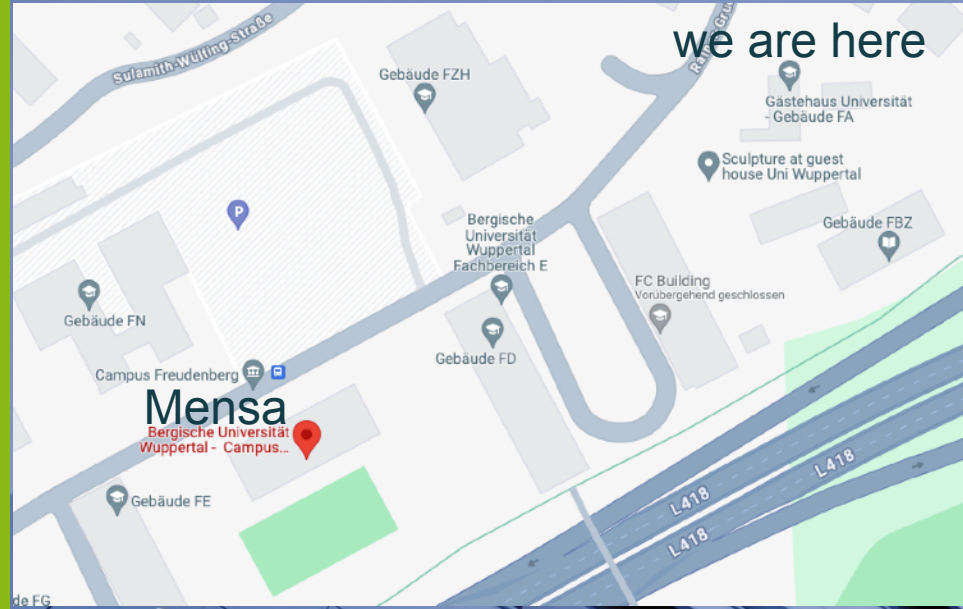 we are here
Sulamith-Wülfing-Straße
Gebäude FZH
Gästehaus Universität
- Gebäude FA
Sculpture at guest
house Uni Wuppertal
P
Bergische
Universität
Wuppertal
Fachbereich E
Gebäude FBZ
FC Building
Vorübergehend geschlossen
Gebäude FN
Gebäude FD
Campus Freudenberg
Mensa
Bergische Universität
Wuppertal - Campus...
Gebäude FE
L418
L418
L418
L418
de FG